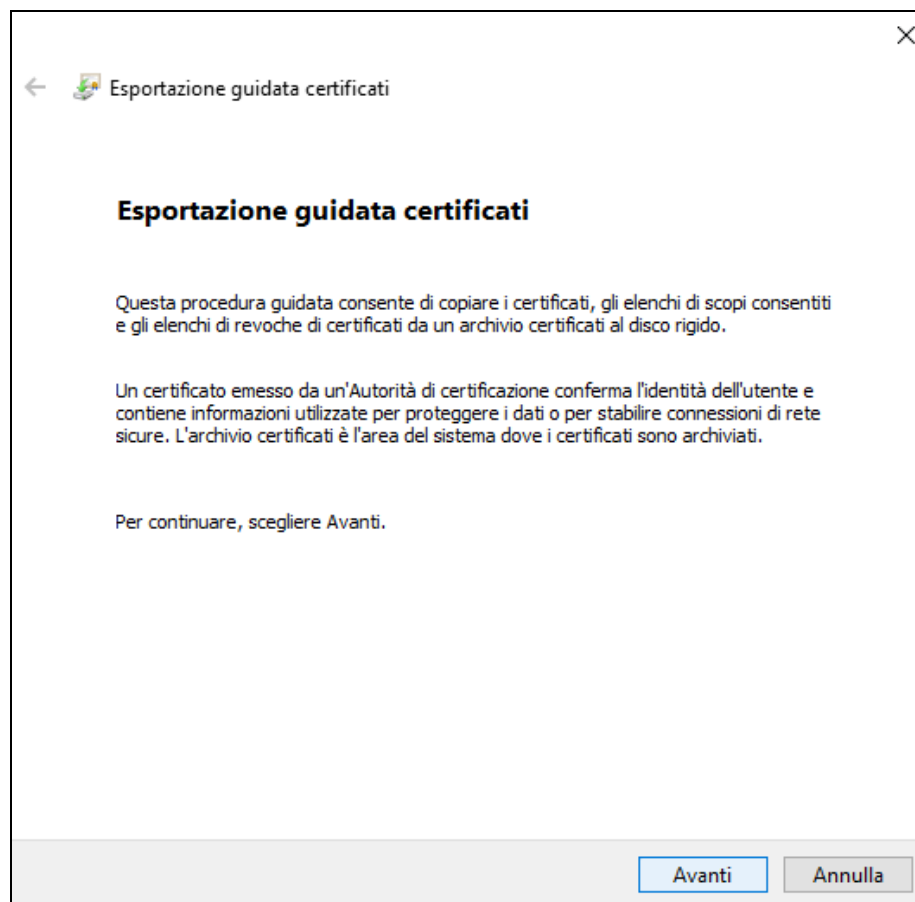 Esportazione guidata certificati
Esportazione guidata certificati
Questa procedura guidata consente di copiare i certificati, gli elenchi di scopi consentiti
e gli elenchi di revoche di certificati da un archivio certificati al disco rigido.
Un certificato emesso da un'Autorità di certificazione conferma l'identità dell'utente e
contiene informazioni utilizzate per proteggere i dati o per stabilire connessioni di rete
sicure. L'archivio certificati è l'area del sistema dove i certificati sono archiviati.
Per continuare, scegliere Avanti.
Avanti Annulla